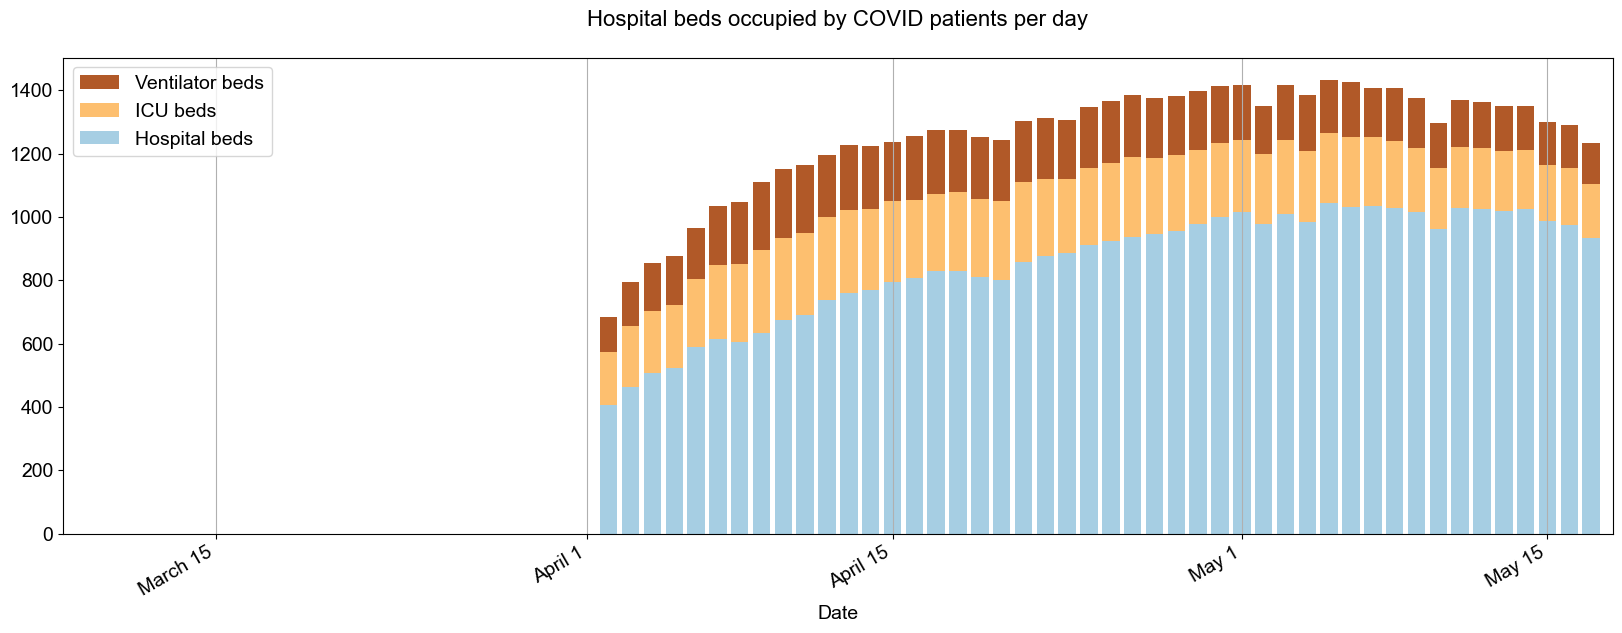 Hospital beds occupied by COVID patients per day
Ventilator beds
ICU beds
Hospital beds
1400
1200
1000
800
600
400
200
0
March 15
April 1
April 15
May 1
May 15
Date